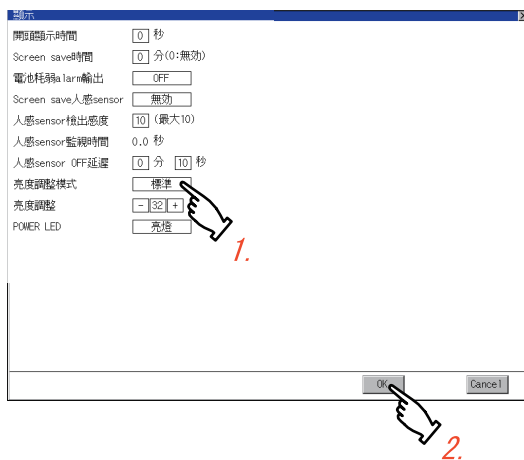 顯示
開頭顯示時間 0 秒
Screen save時間 0 分(0:無効)
電池耗弱alarm輸出 OFF
Screen save人感sensor 無効
人感sensor檢出感度 10 (最大10)
人感sensor監視時間 0.0 秒
人感sensor OFF延遲 0 分 10 秒
亮度調整模式 標準
亮度調整 - 32 +
POWER LED 亮燈
1.
OK Cancel
2.